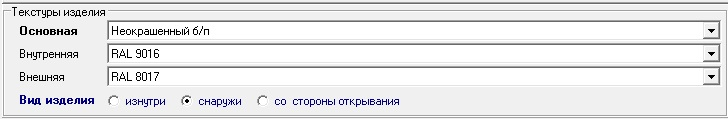 Текстуры изделия
Основная Неокрашенный б/п
Внутренняя RAL 9016
Внешняя RAL 8017
Вид изделия изнутри снаружи со стороны открывания